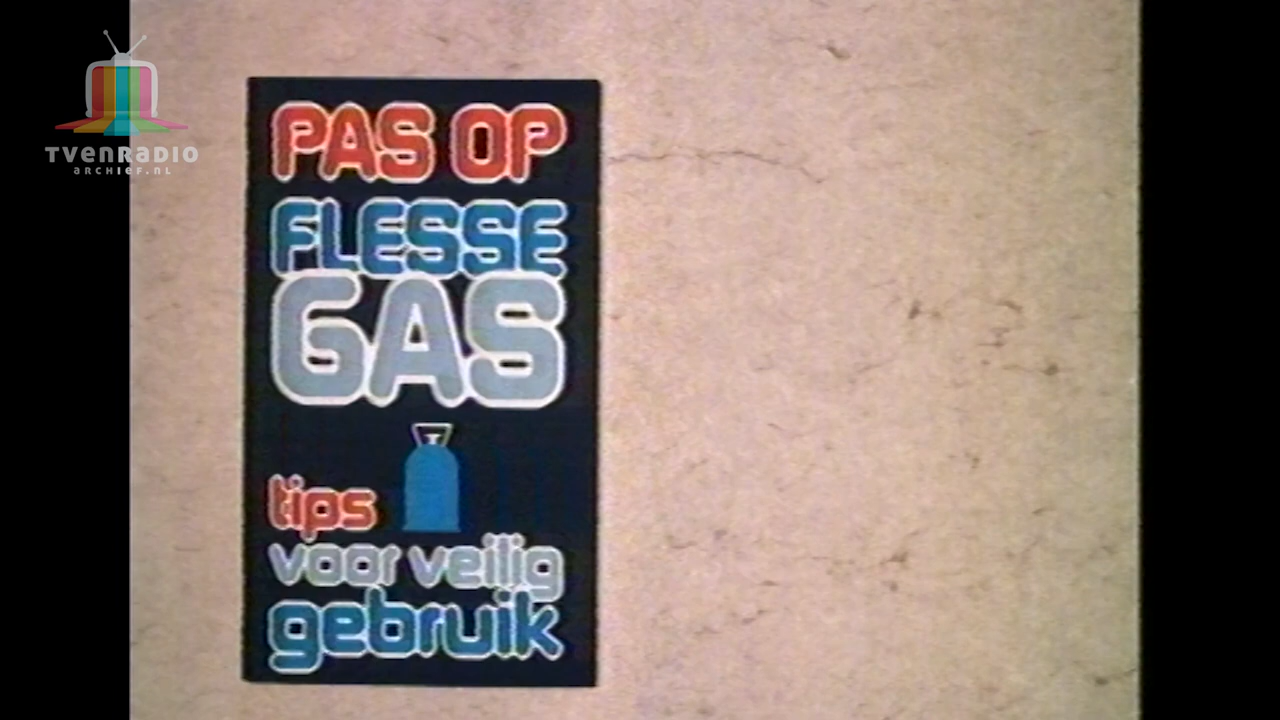 TVenRadio
archief.nl
PAS OP
FLESSE
GAS
tips
voor veilig
gebruik